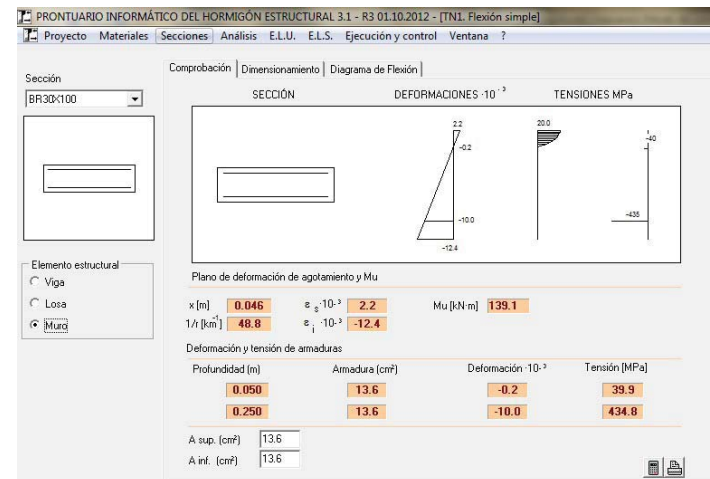 PRONTUARIO INFORMÁTICO DEL HORMIGÓN ESTRUCTURAL 3.1 - R3 01.10.2012 - [TN1. Flexión simple]
Proyecto Materiales Secciones Análisis E.L.U. E.L.S. Ejecución y control Ventana ?
Comprobación Dimensionamiento Diagrama de Flexión
Sección
BR30X100
SECCIÓN DEFORMACIONES ·10⁻³ TENSIONES MPa
2.2 20.0
-0.2 -40
-10.0 -435
-12.4
Elemento estructural
Viga
Losa
Muro
Plano de deformación de agotamiento y Mu
x [m] 0.046 ε s ·10-³ 2.2 Mu [kN·m] 139.1
1/r [km-1] 48.8 ε i ·10-³ -12.4
Deformación y tensión de armaduras
Profundidad (m) Armadura (cm²) Deformación ·10-³ Tensión [MPa]
0.050 13.6 -0.2 39.9
0.250 13.6 -10.0 434.8
A sup. (cm²) 13.6
A inf. (cm²) 13.6